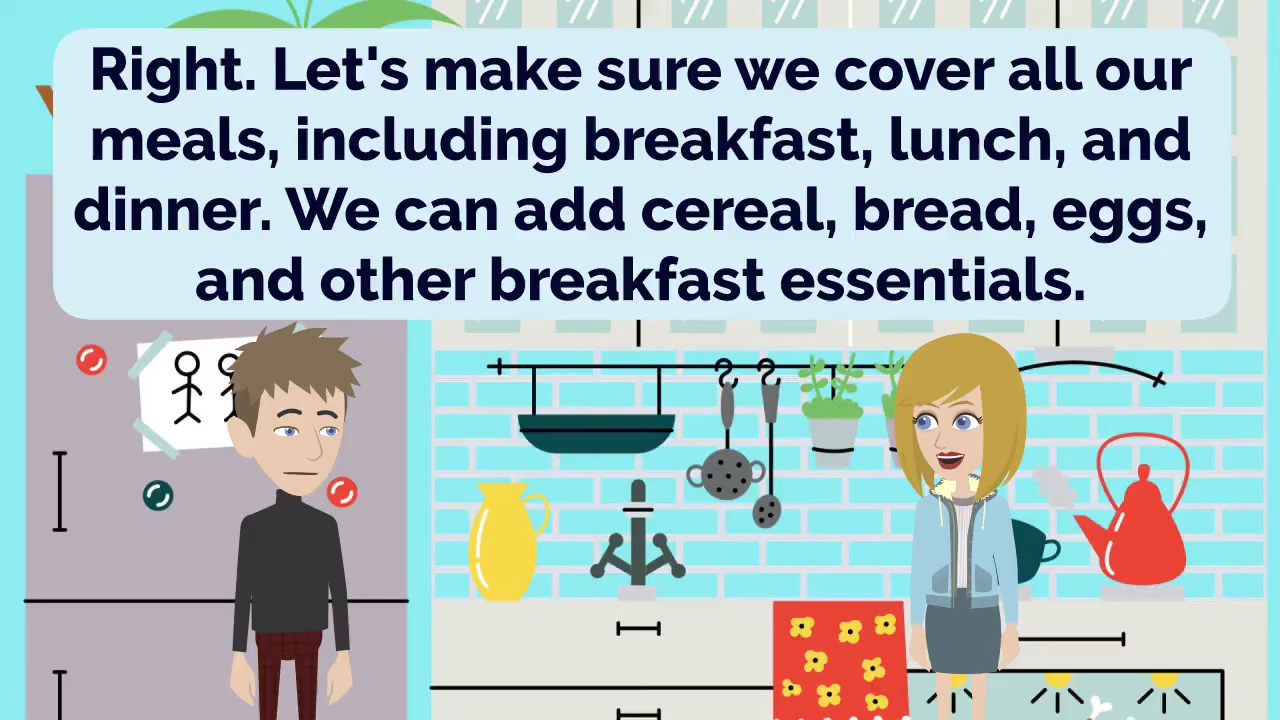 Right. Let's make sure we cover all our
meals, including breakfast, lunch, and
dinner. We can add cereal, bread, eggs,
and other breakfast essentials.